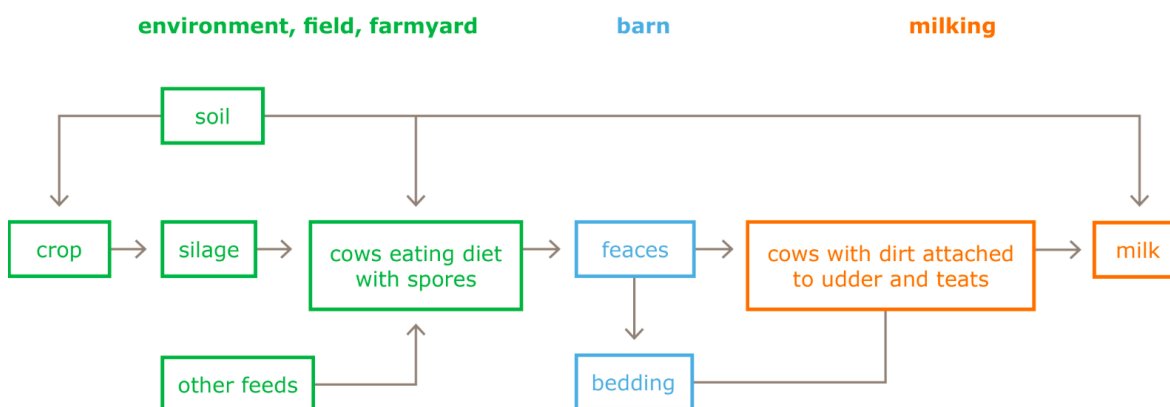 environment, field, farmyard
barn
milking
soil
crop
silage
cows eating diet
with spores
feaces
cows with dirt attached
to udder and teats
milk
other feeds
bedding